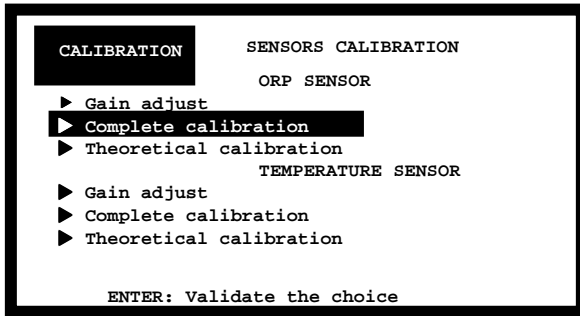 CALIBRATION SENSORS CALIBRATION
ORP SENSOR
Gain adjust
Complete calibration
Theoretical calibration
TEMPERATURE SENSOR
Gain adjust
Complete calibration
Theoretical calibration
ENTER: Validate the choice